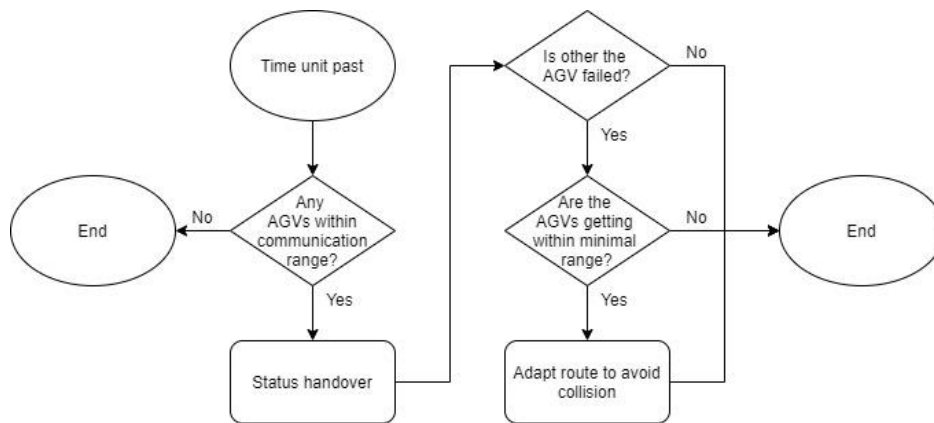 Time unit past
Any
AGVs within
communication
range?
No
End
Yes
Status handover
Is other the
AGV failed?
No
Yes
Are the
AGVs getting
within minimal
range?
No
End
Yes
Adapt route to avoid
collision